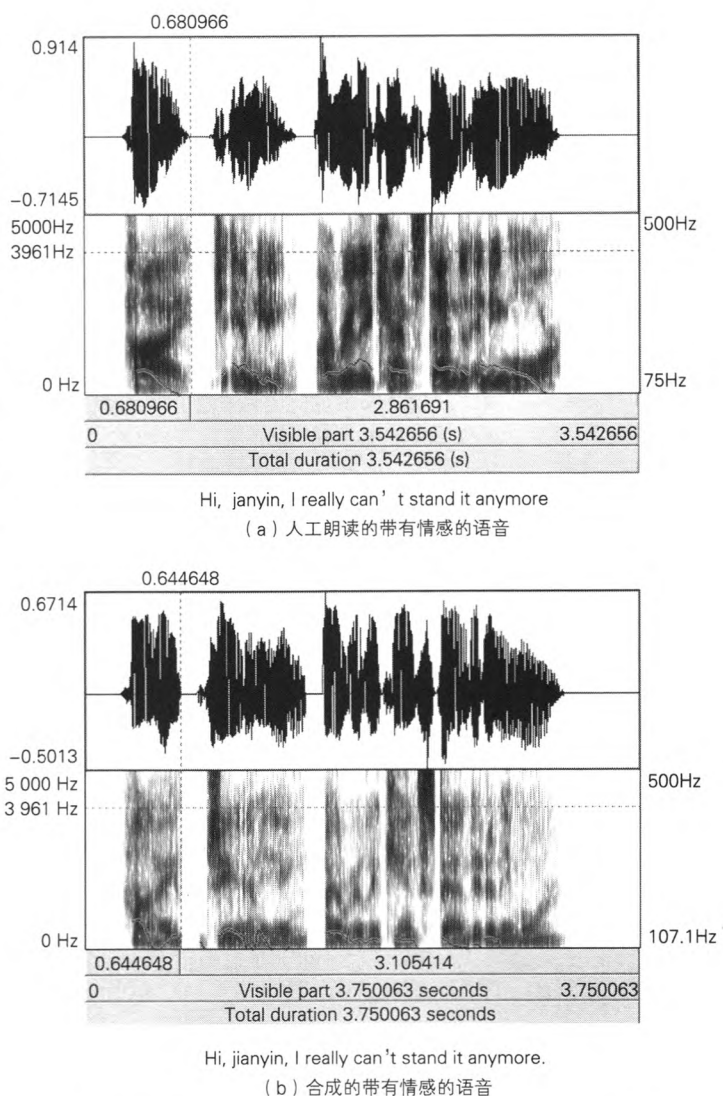 0.680966
0.914
-0.7145
5000Hz
500Hz
3961Hz
0 Hz
75Hz
0.680966 2.861691
0 Visible part 3.542656 (s) 3.542656
Total duration 3.542656 (s)
Hi, janyin, I really can't stand it anymore
(a)人工朗读的带有情感的语音
0.644648
0.6714
-0.5013
5 000 Hz
500Hz
3 961 Hz
0 Hz
107.1Hz
0.644648 3.105414
0 Visible part 3.750063 seconds 3.750063
Total duration 3.750063 seconds
Hi, jianyin, I really can't stand it anymore.
(b)合成的带有情感的语音